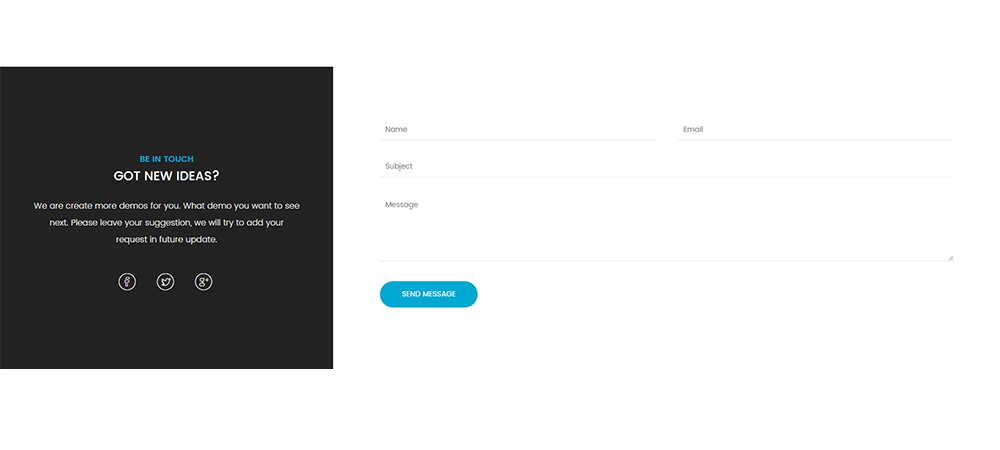 BE IN TOUCH
GOT NEW IDEAS?
We are create more demos for you. What demo you want to see
next. Please leave your suggestion, we will try to add your
request in future update.
Name
Email
Subject
Message
SEND MESSAGE